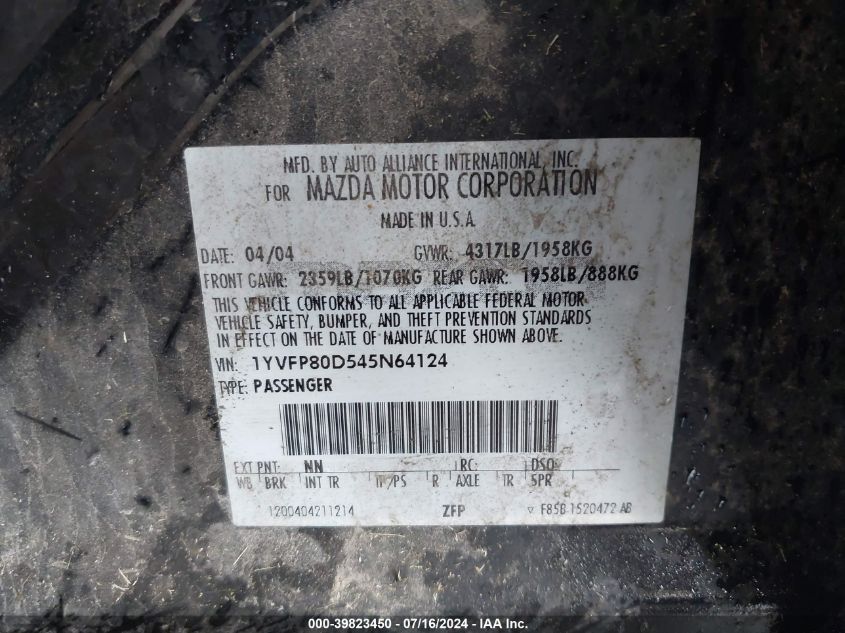 MFD. BY AUTO ALLIANCE INTERNATIONAL, INC.
FOR MAZDA MOTOR CORPORATION
MADE IN U.S.A.
DATE: 04/04 GVWR: 4317LB/1958KG
FRONT GAWR: 2359LB/1070KG REAR GAWR: 1958LB/888KG
THIS VEHICLE CONFORMS TO ALL APPLICABLE FEDERAL MOTOR
VEHICLE SAFETY, BUMPER, AND THEFT PREVENTION STANDARDS
IN EFFECT ON THE DATE OF MANUFACTURE SHOWN ABOVE.
VIN: 1YVFP80D545N64124
TYPE: PASSENGER
EXT PNT: NN RC: DSO:
WB BRK INT TR TP/PS R AXLE TR SPR
1200404211214 ZFP ▽ F85B 1520472 AB
000-39823450 - 07/16/2024 - IAA Inc.